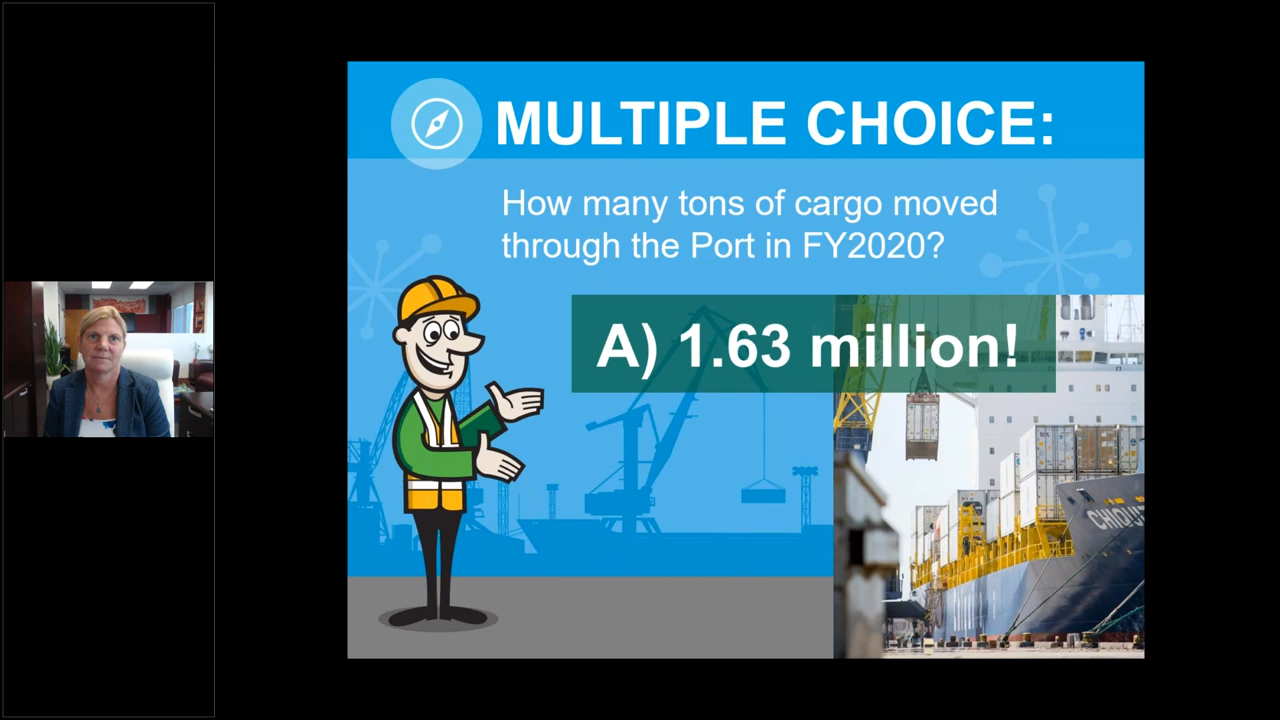 MULTIPLE CHOICE:
How many tons of cargo moved
through the Port in FY2020?
A) 1.63 million!